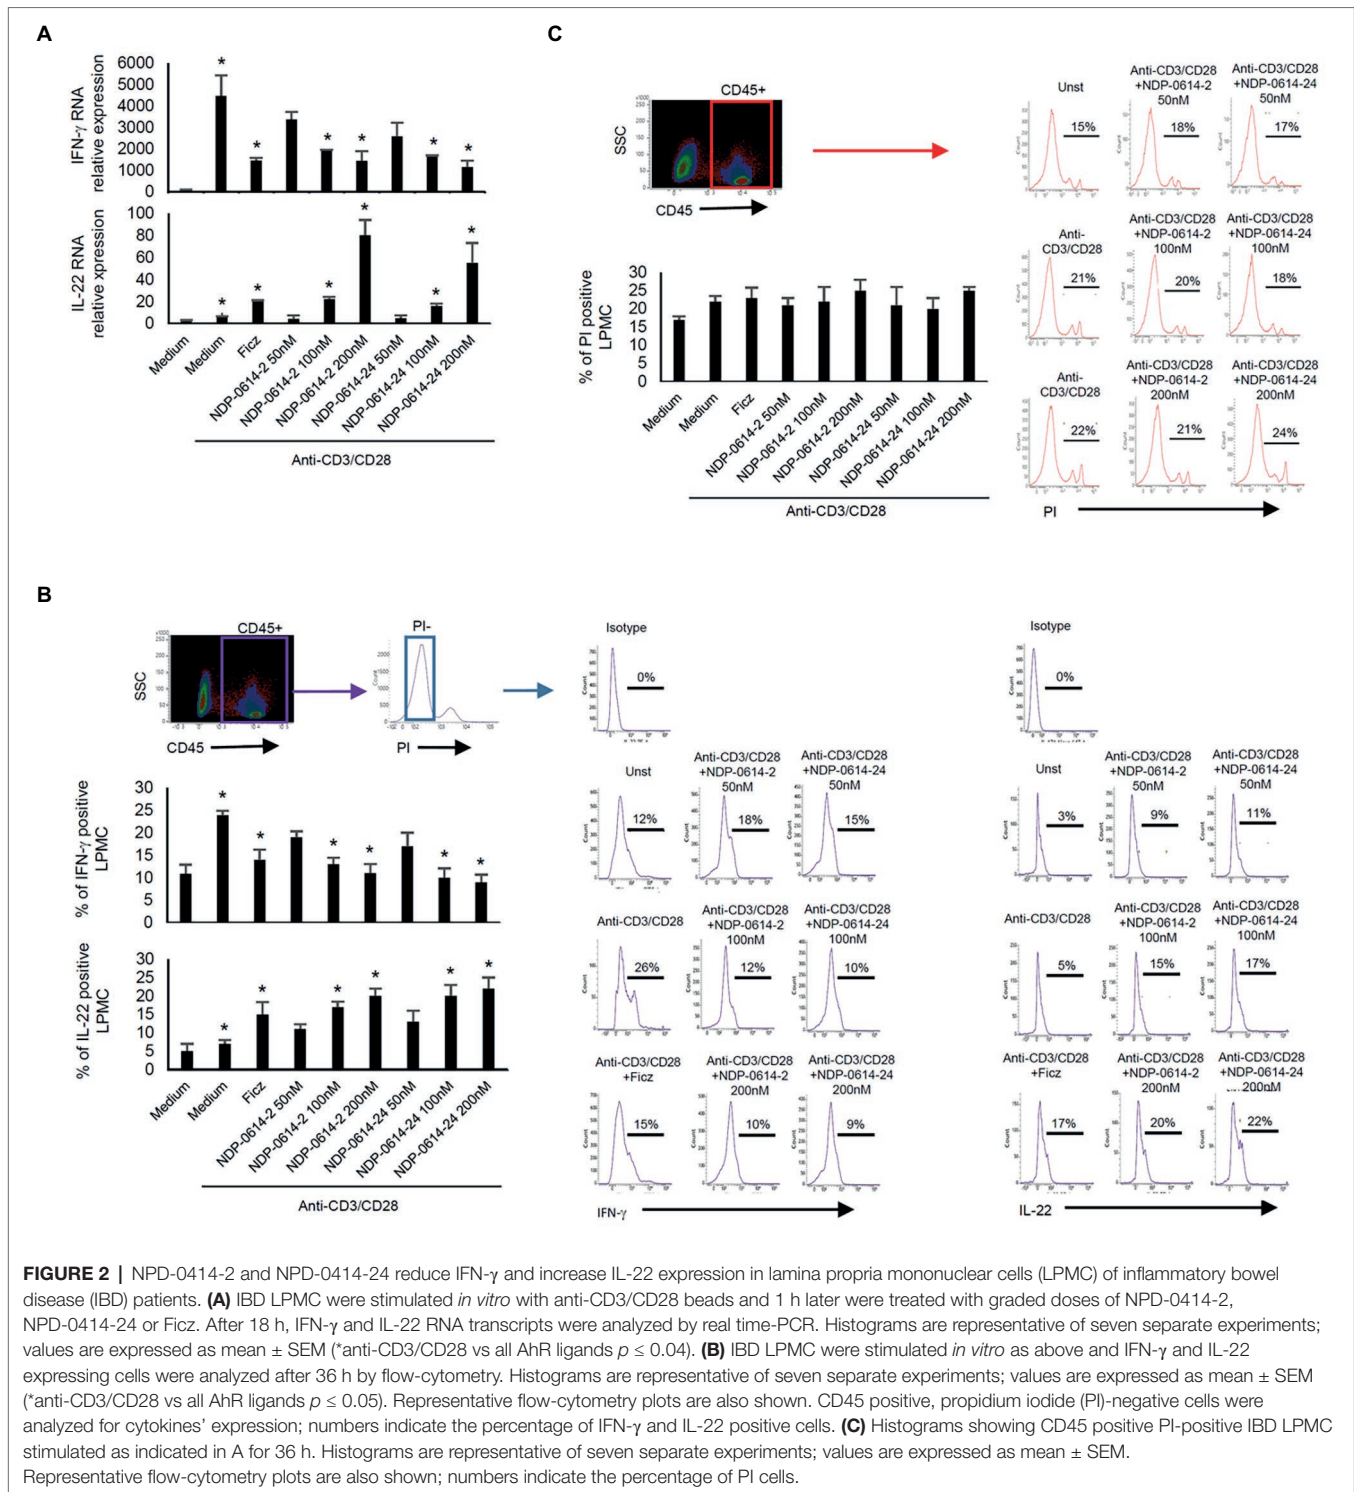 A
6000
5000
4000
3000
2000
1000
0
IFN-γ RNA
relative expression
* * * * * *
100
80
60
40
20
0
IL-22 RNA
relative xpression
* * * * * *
Medium
Medium
Ficz
NDP-0614-2 50nM
NDP-0614-2 100nM
NDP-0614-2 200nM
NDP-0614-24 50nM
NDP-0614-24 100nM
NDP-0614-24 200nM
Anti-CD3/CD28
C
CD45+
SSC
CD45
30
25
20
15
10
5
0
% of PI positive
LPMC
Medium
Medium
Ficz
NDP-0614-2 50nM
NDP-0614-2 100nM
NDP-0614-2 200nM
NDP-0614-24 50nM
NDP-0614-24 100nM
NDP-0614-24 200nM
Anti-CD3/CD28
Unst
15%
Anti-CD3/CD28
+NDP-0614-2
50nM
18%
Anti-CD3/CD28
+NDP-0614-24
50nM
17%
Anti-
CD3/CD28
21%
Anti-CD3/CD28
+NDP-0614-2
100nM
20%
Anti-CD3/CD28
+NDP-0614-24
100nM
18%
Anti-
CD3/CD28
22%
Anti-CD3/CD28
+NDP-0614-2
200nM
21%
Anti-CD3/CD28
+NDP-0614-24
200nM
24%
PI
B
CD45+
SSC
CD45
PI-
Count
PI
30
25
20
15
10
5
0
% of IFN-γ positive
LPMC
* * * * * *
30
25
20
15
10
5
0
% of IL-22 positive
LPMC
* * * * * *
Medium
Medium
Ficz
NDP-0614-2 50nM
NDP-0614-2 100nM
NDP-0614-2 200nM
NDP-0614-24 50nM
NDP-0614-24 100nM
NDP-0614-24 200nM
Anti-CD3/CD28
Isotype
0%
Unst
12%
Anti-CD3/CD28
+NDP-0614-2
50nM
18%
Anti-CD3/CD28
+NDP-0614-24
50nM
15%
Anti-CD3/CD28
26%
Anti-CD3/CD28
+NDP-0614-2
100nM
12%
Anti-CD3/CD28
+NDP-0614-24
100nM
10%
Anti-CD3/CD28
+Ficz
15%
Anti-CD3/CD28
+NDP-0614-2
200nM
10%
Anti-CD3/CD28
+NDP-0614-24
200nM
9%
IFN-γ
Isotype
0%
Unst
3%
Anti-CD3/CD28
+NDP-0614-2
50nM
9%
Anti-CD3/CD28
+NDP-0614-24
50nM
11%
Anti-CD3/CD28
5%
Anti-CD3/CD28
+NDP-0614-2
100nM
15%
Anti-CD3/CD28
+NDP-0614-24
100nM
17%
Anti-CD3/CD28
+Ficz
17%
Anti-CD3/CD28
+NDP-0614-2
200nM
20%
Anti-CD3/CD28
+NDP-0614-24
200nM
22%
IL-22
FIGURE 2 | NPD-0414-2 and NPD-0414-24 reduce IFN-γ and increase IL-22 expression in lamina propria mononuclear cells (LPMC) of inflammatory bowel
disease (IBD) patients. (A) IBD LPMC were stimulated in vitro with anti-CD3/CD28 beads and 1 h later were treated with graded doses of NPD-0414-2,
NPD-0414-24 or Ficz. After 18 h, IFN-γ and IL-22 RNA transcripts were analyzed by real time-PCR. Histograms are representative of seven separate experiments;
values are expressed as mean ± SEM (*anti-CD3/CD28 vs all AhR ligands p ≤ 0.04). (B) IBD LPMC were stimulated in vitro as above and IFN-γ and IL-22
expressing cells were analyzed after 36 h by flow-cytometry. Histograms are representative of seven separate experiments; values are expressed as mean ± SEM
(*anti-CD3/CD28 vs all AhR ligands p ≤ 0.05). Representative flow-cytometry plots are also shown. CD45 positive, propidium iodide (PI)-negative cells were
analyzed for cytokines' expression; numbers indicate the percentage of IFN-γ and IL-22 positive cells. (C) Histograms showing CD45 positive PI-positive IBD LPMC
stimulated as indicated in A for 36 h. Histograms are representative of seven separate experiments; values are expressed as mean ± SEM.
Representative flow-cytometry plots are also shown; numbers indicate the percentage of PI cells.